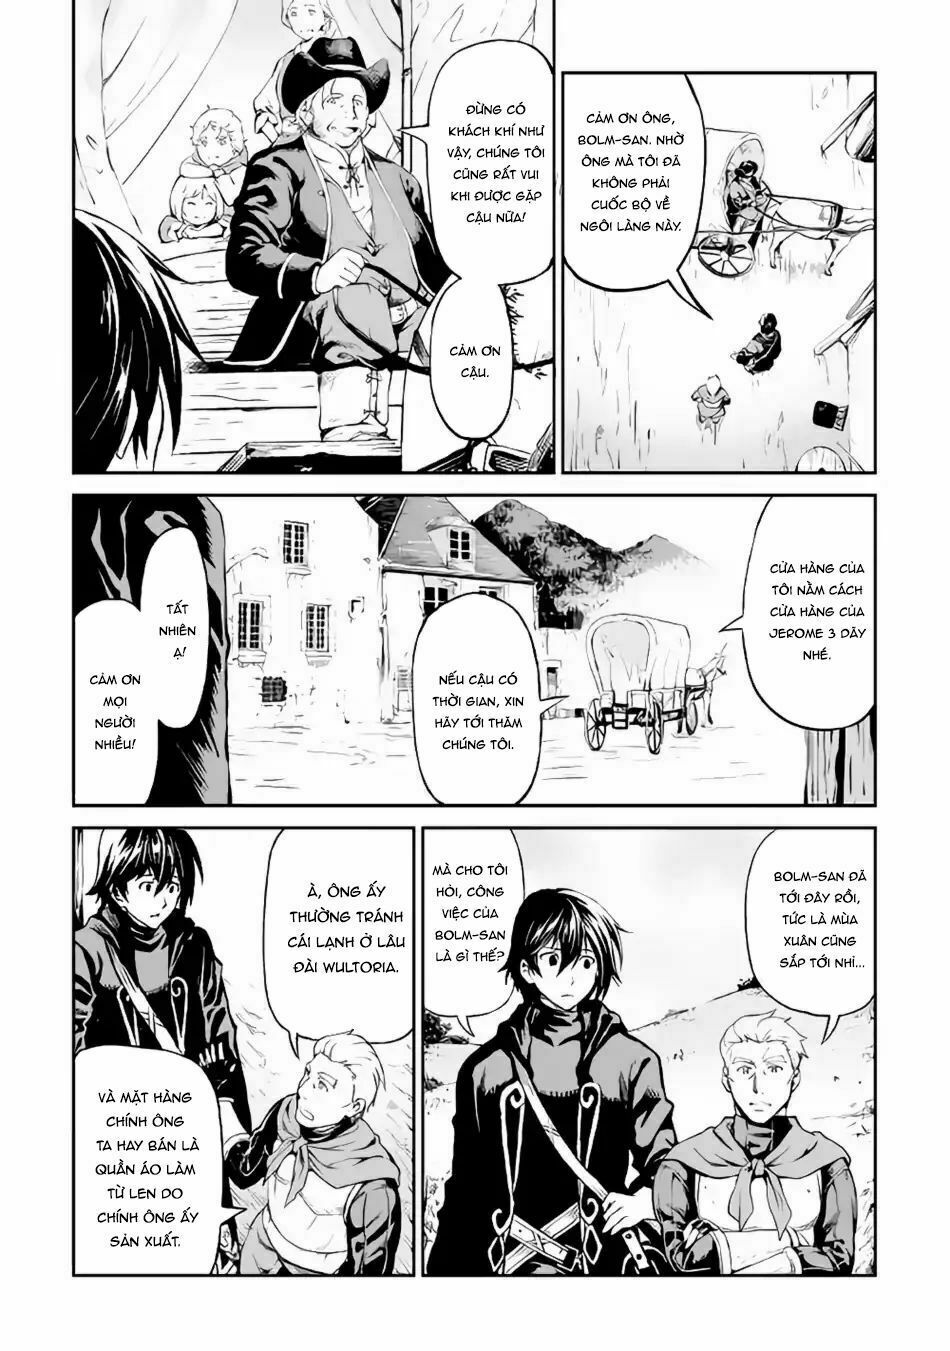 CẢM ƠN ÔNG,
BOLM-SAN. NHỜ
ÔNG MÀ TÔI ĐÃ
KHÔNG PHẢI
CUỐC BỘ VỀ
NGÔI LÀNG NÀY.
ĐỪNG CÓ
KHÁCH KHÍ NHƯ
VẬY, CHÚNG TÔI
CŨNG RẤT VUI
KHI ĐƯỢC GẶP
CẬU NỮA!
CẢM ƠN
CẬU.
CỬA HÀNG CỦA
TÔI NẰM CÁCH
CỬA HÀNG CỦA
JEROME 3 DÃY
NHÉ.
NẾU CẬU CÓ
THỜI GIAN, XIN
HÃY TỚI THĂM
CHÚNG TÔI.
TẤT
NHIÊN
Ạ!
CẢM ƠN
MỌI
NGƯỜI
NHIỀU!
BOLM-SAN ĐÃ
TỚI ĐÂY RỒI,
TỨC LÀ MÙA
XUÂN CŨNG
SẮP TỚI NHỈ...
MÀ CHO TÔI
HỎI, CÔNG
VIỆC CỦA
BOLM-SAN
LÀ GÌ THẾ?
À, ÔNG ẤY
THƯỜNG TRÁNH
CÁI LẠNH Ở LÂU
ĐÀI WULTORIA.
VÀ MẶT HÀNG
CHÍNH ÔNG
TA HAY BÁN LÀ
QUẦN ÁO LÀM
TỪ LEN DO
CHÍNH ÔNG ẤY
SẢN XUẤT.